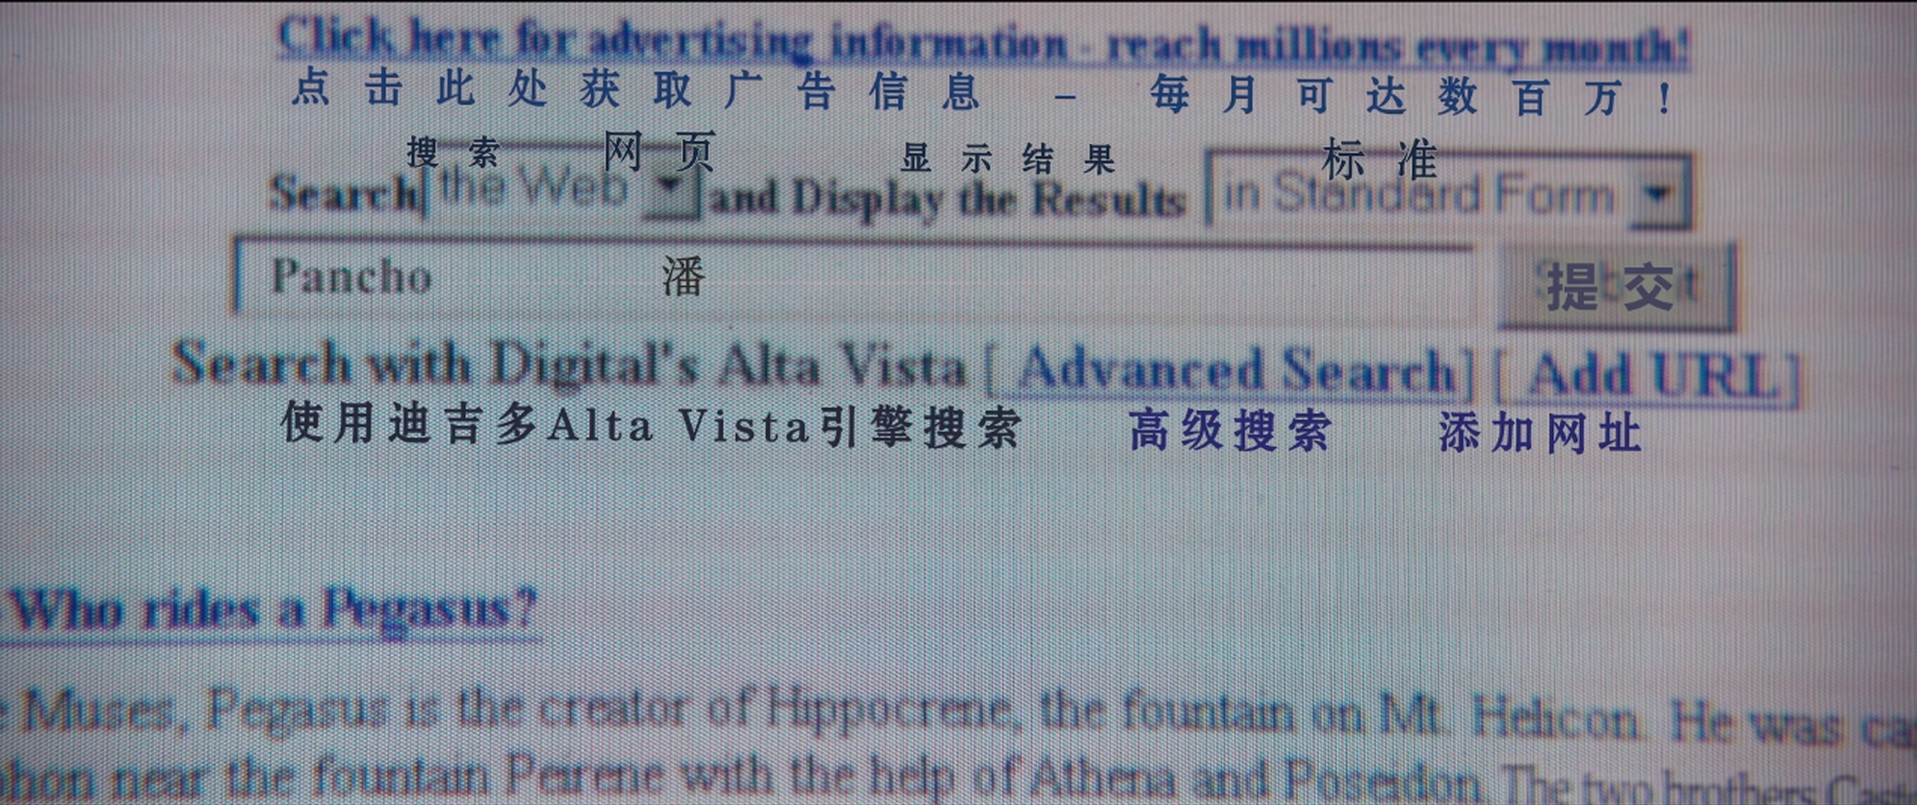 Click here for advertising information - reach millions every month!
点击此处获取广告信息 – 每月可达数百万！
搜索 网页 显示结果 标准
Search the Web and Display the Results in Standard Form
Pancho 潘 提交
Search with Digital's Alta Vista [ Advanced Search] [ Add URL]
使用迪吉多Alta Vista引擎搜索 高级搜索 添加网址
Who rides a Pegasus?
Muses, Pegasus is the creator of Hippocrene, the fountain on Mt. Helicon. He was
near the fountain Peirene with the help of Athena and Poseidon. The two brothers